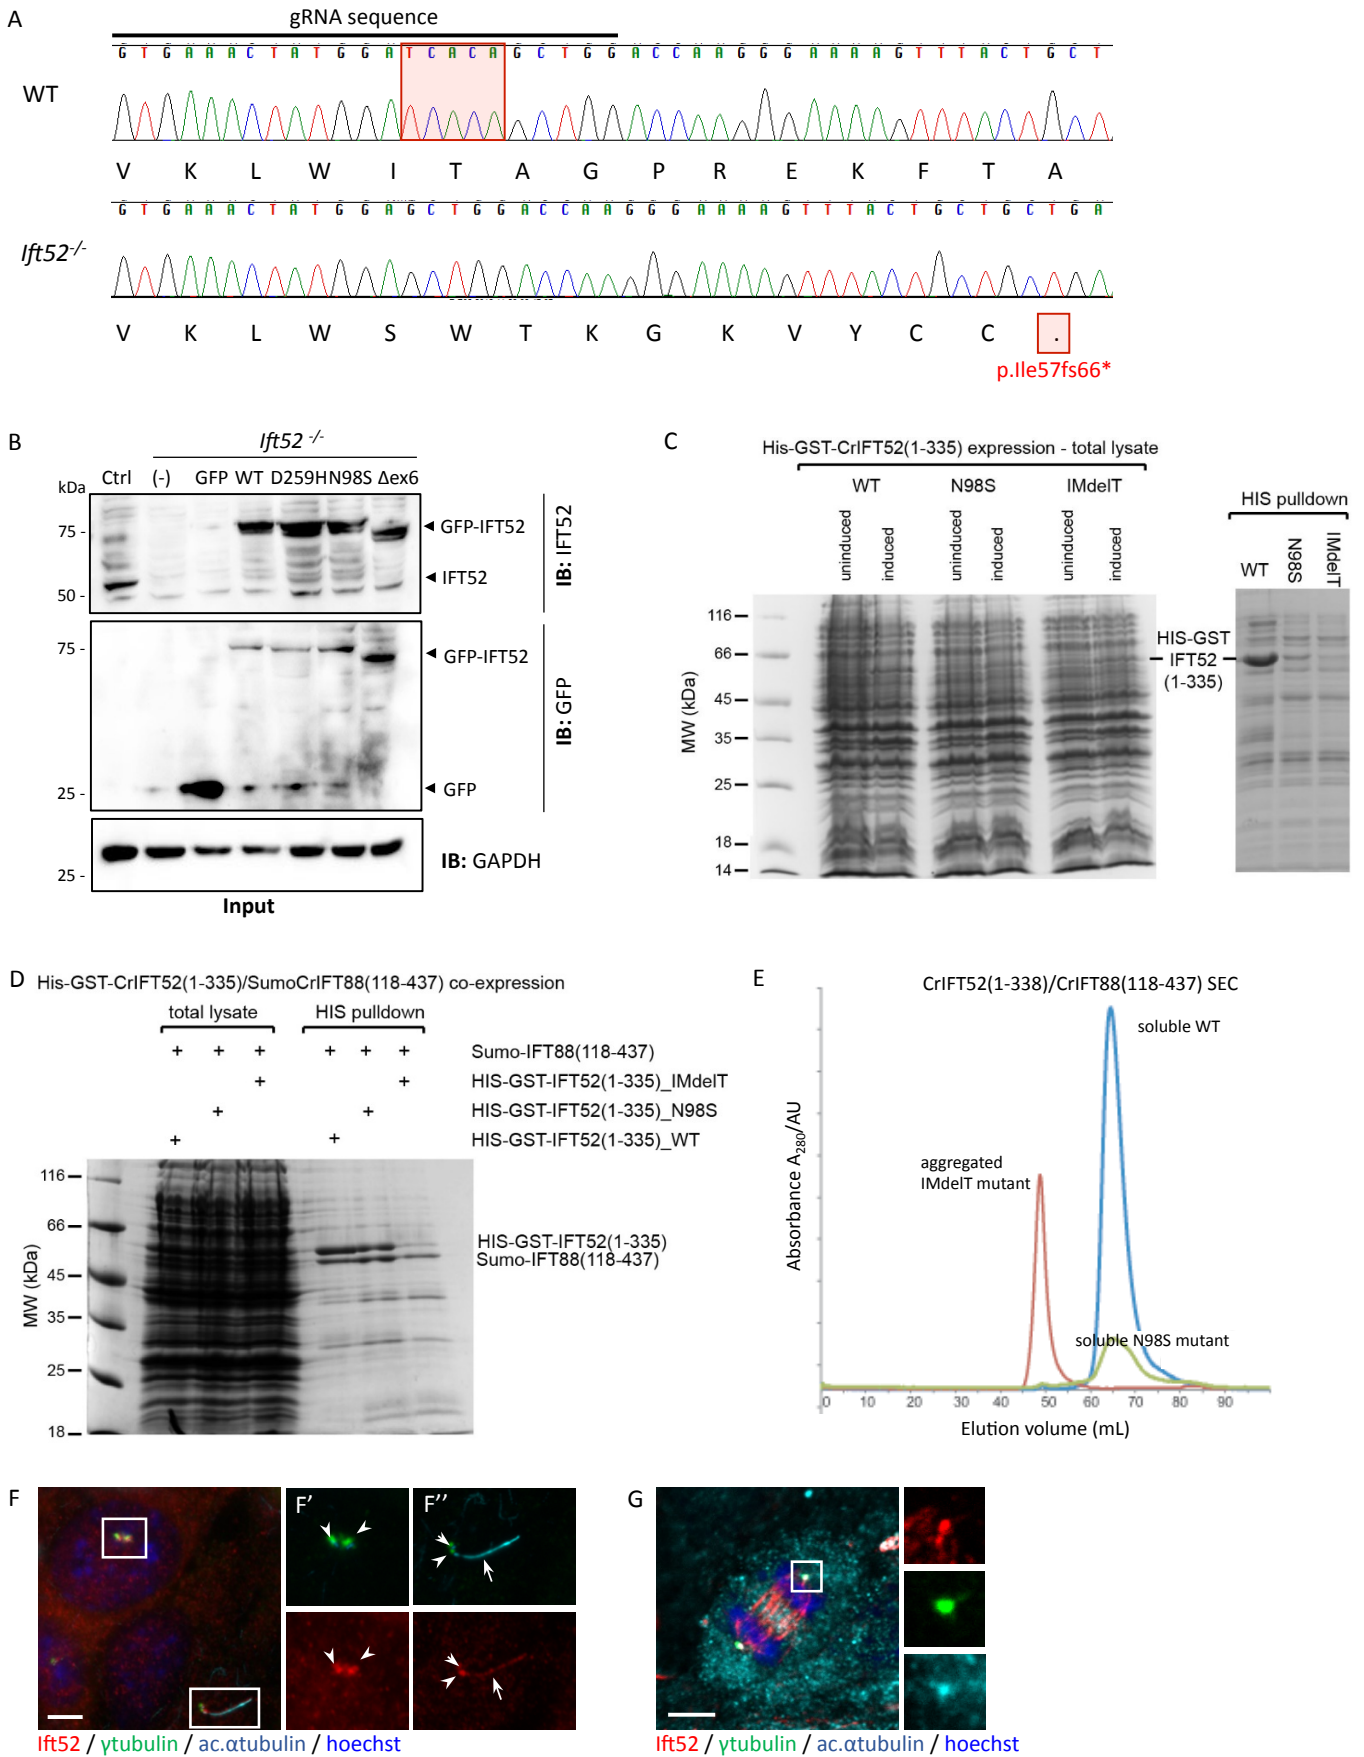 A
gRNA sequence
G T G A A A C T A T G G A T C A C A G C T G G A C C A A G G G A A A A G T T T A C T G C T
WT
V K L W I T A G P R E K F T A
G T G A A A C T A T G G A G C T G G A C C A A G G G A A A A G T T T A C T G C T G C T G A
Ift52-/-
V K L W S W T K G K V Y C C .
p.Ile57fs66*
B
Ift52 -/-
Ctrl (-) GFP WT D259H N98S Δex6
kDa
75 -
GFP-IFT52
IFT52
50 -
IB: IFT52
75 -
GFP-IFT52
25 -
GFP
IB: GFP
IB: GAPDH
25 -
Input
C
His-GST-CrIFT52(1-335) expression - total lysate
WT N98S IMdelT
uninduced induced uninduced induced uninduced induced
HIS pulldown
WT N98S IMdelT
MW (kDa)
116
66
45
35
25
18
14
HIS-GST
IFT52
(1-335)
D
His-GST-CrIFT52(1-335)/SumoCrIFT88(118-437) co-expression
total lysate HIS pulldown
+ + + + + + Sumo-IFT88(118-437)
+ + HIS-GST-IFT52(1-335)_IMdelT
+ + HIS-GST-IFT52(1-335)_N98S
+ + HIS-GST-IFT52(1-335)_WT
MW (kDa)
116
66
45
35
25
18
HIS-GST-IFT52(1-335)
Sumo-IFT88(118-437)
E
CrIFT52(1-338)/CrIFT88(118-437) SEC
soluble WT
aggregated
IMdelT mutant
soluble N98S mutant
Absorbance A280/AU
0 10 20 30 40 50 60 70 80 90
Elution volume (mL)
F
F'
F''
Ift52 / γtubulin / ac.αtubulin / hoechst
G
Ift52 / γtubulin / ac.αtubulin / hoechst